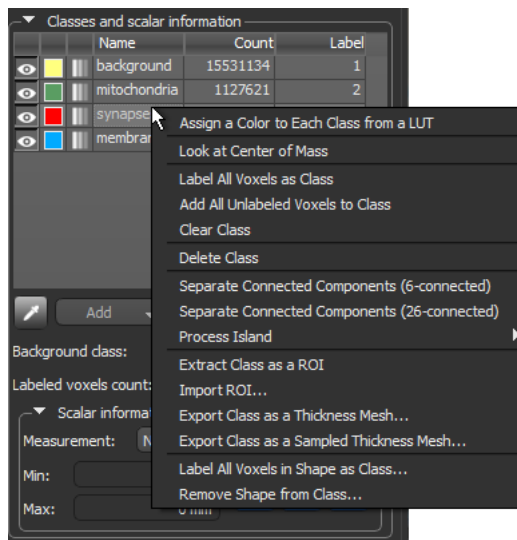 Classes and scalar information
Name Count Label
background 15531134 1
mitochondria 1127621 2
synapse
membran
Assign a Color to Each Class from a LUT
Look at Center of Mass
Label All Voxels as Class
Add All Unlabeled Voxels to Class
Clear Class
Delete Class
Separate Connected Components (6-connected)
Separate Connected Components (26-connected)
Process Island
Extract Class as a ROI
Import ROI...
Export Class as a Thickness Mesh...
Export Class as a Sampled Thickness Mesh...
Label All Voxels in Shape as Class...
Remove Shape from Class...
Add
Background class:
Labeled voxels count:
Scalar informa
Measurement: N
Min:
Max: 0 mm